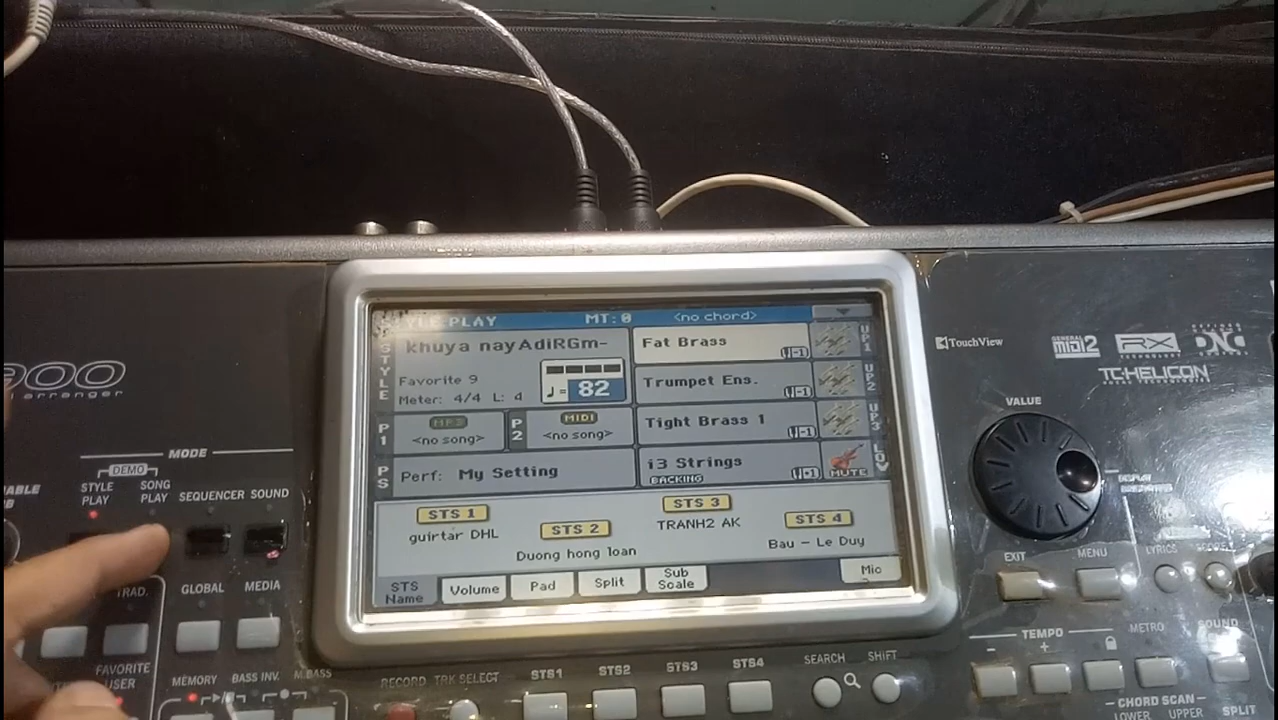 TouchView
GENERAL
MIDI2
RX
TECHNOLOGY
DNC
TC-HELICON
900
arranger
VALUE
MODE
DEMO
STYLE PLAY
SONG PLAY
SEQUENCER
SOUND
GLOBAL
MEDIA
TRAD.
FAVORITE
USER
MEMORY
BASS INV.
M.BASS
MT:0
<no chord>
STYLE
khuya nayAdiRGm-
Favorite 9
Meter: 4/4 L: 4
82
P1
MP3
<no song>
P2
MIDI
<no song>
PS
Perf: My Setting
Fat Brass
UP1
Trumpet Ens.
UP2
Tight Brass 1
UP3
i3 Strings
BACKING
MUTE
LOW
STS 1
guirtar DHL
STS 2
Duong hong loan
STS 3
TRANH2 AK
STS 4
Bau - Le Duy
STS Name
Volume
Pad
Split
Sub Scale
Mic
EXIT
MENU
LYRICS
TEMPO
-
+
METRO
SOUND
RECORD
TRK SELECT
STS1
STS2
STS3
STS4
SEARCH
SHIFT
CHORD SCAN
LOWER
UPPER
SPLIT